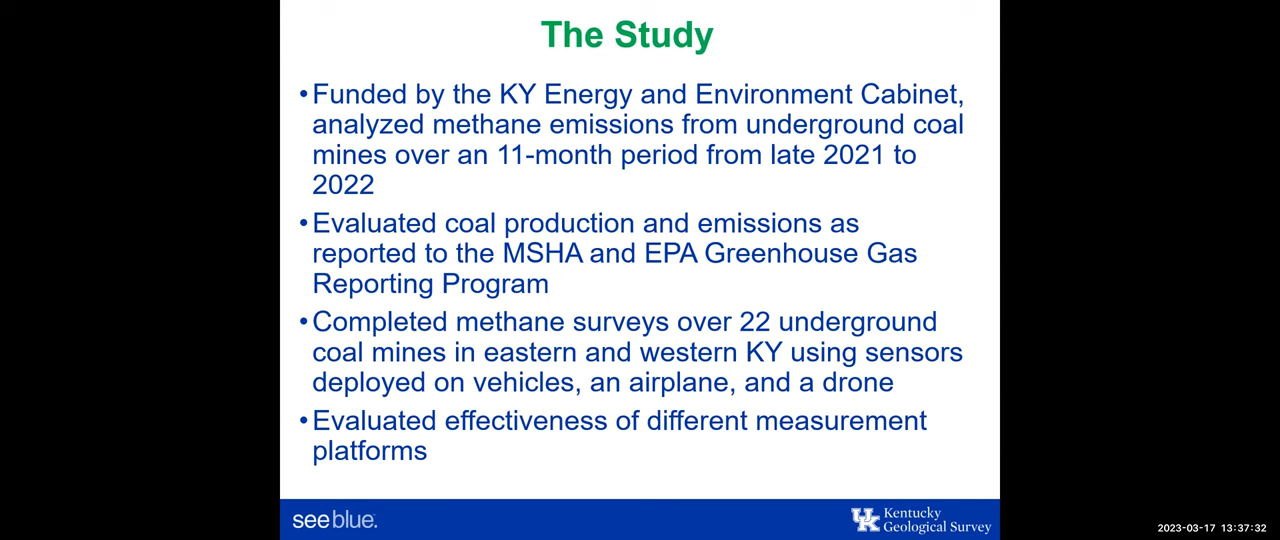 The Study
•Funded by the KY Energy and Environment Cabinet,
analyzed methane emissions from underground coal
mines over an 11-month period from late 2021 to
2022
•Evaluated coal production and emissions as
reported to the MSHA and EPA Greenhouse Gas
Reporting Program
•Completed methane surveys over 22 underground
coal mines in eastern and western KY using sensors
deployed on vehicles, an airplane, and a drone
•Evaluated effectiveness of different measurement
platforms
seeblue.
UK Kentucky
Geological Survey
2023-03-17 13:37:32